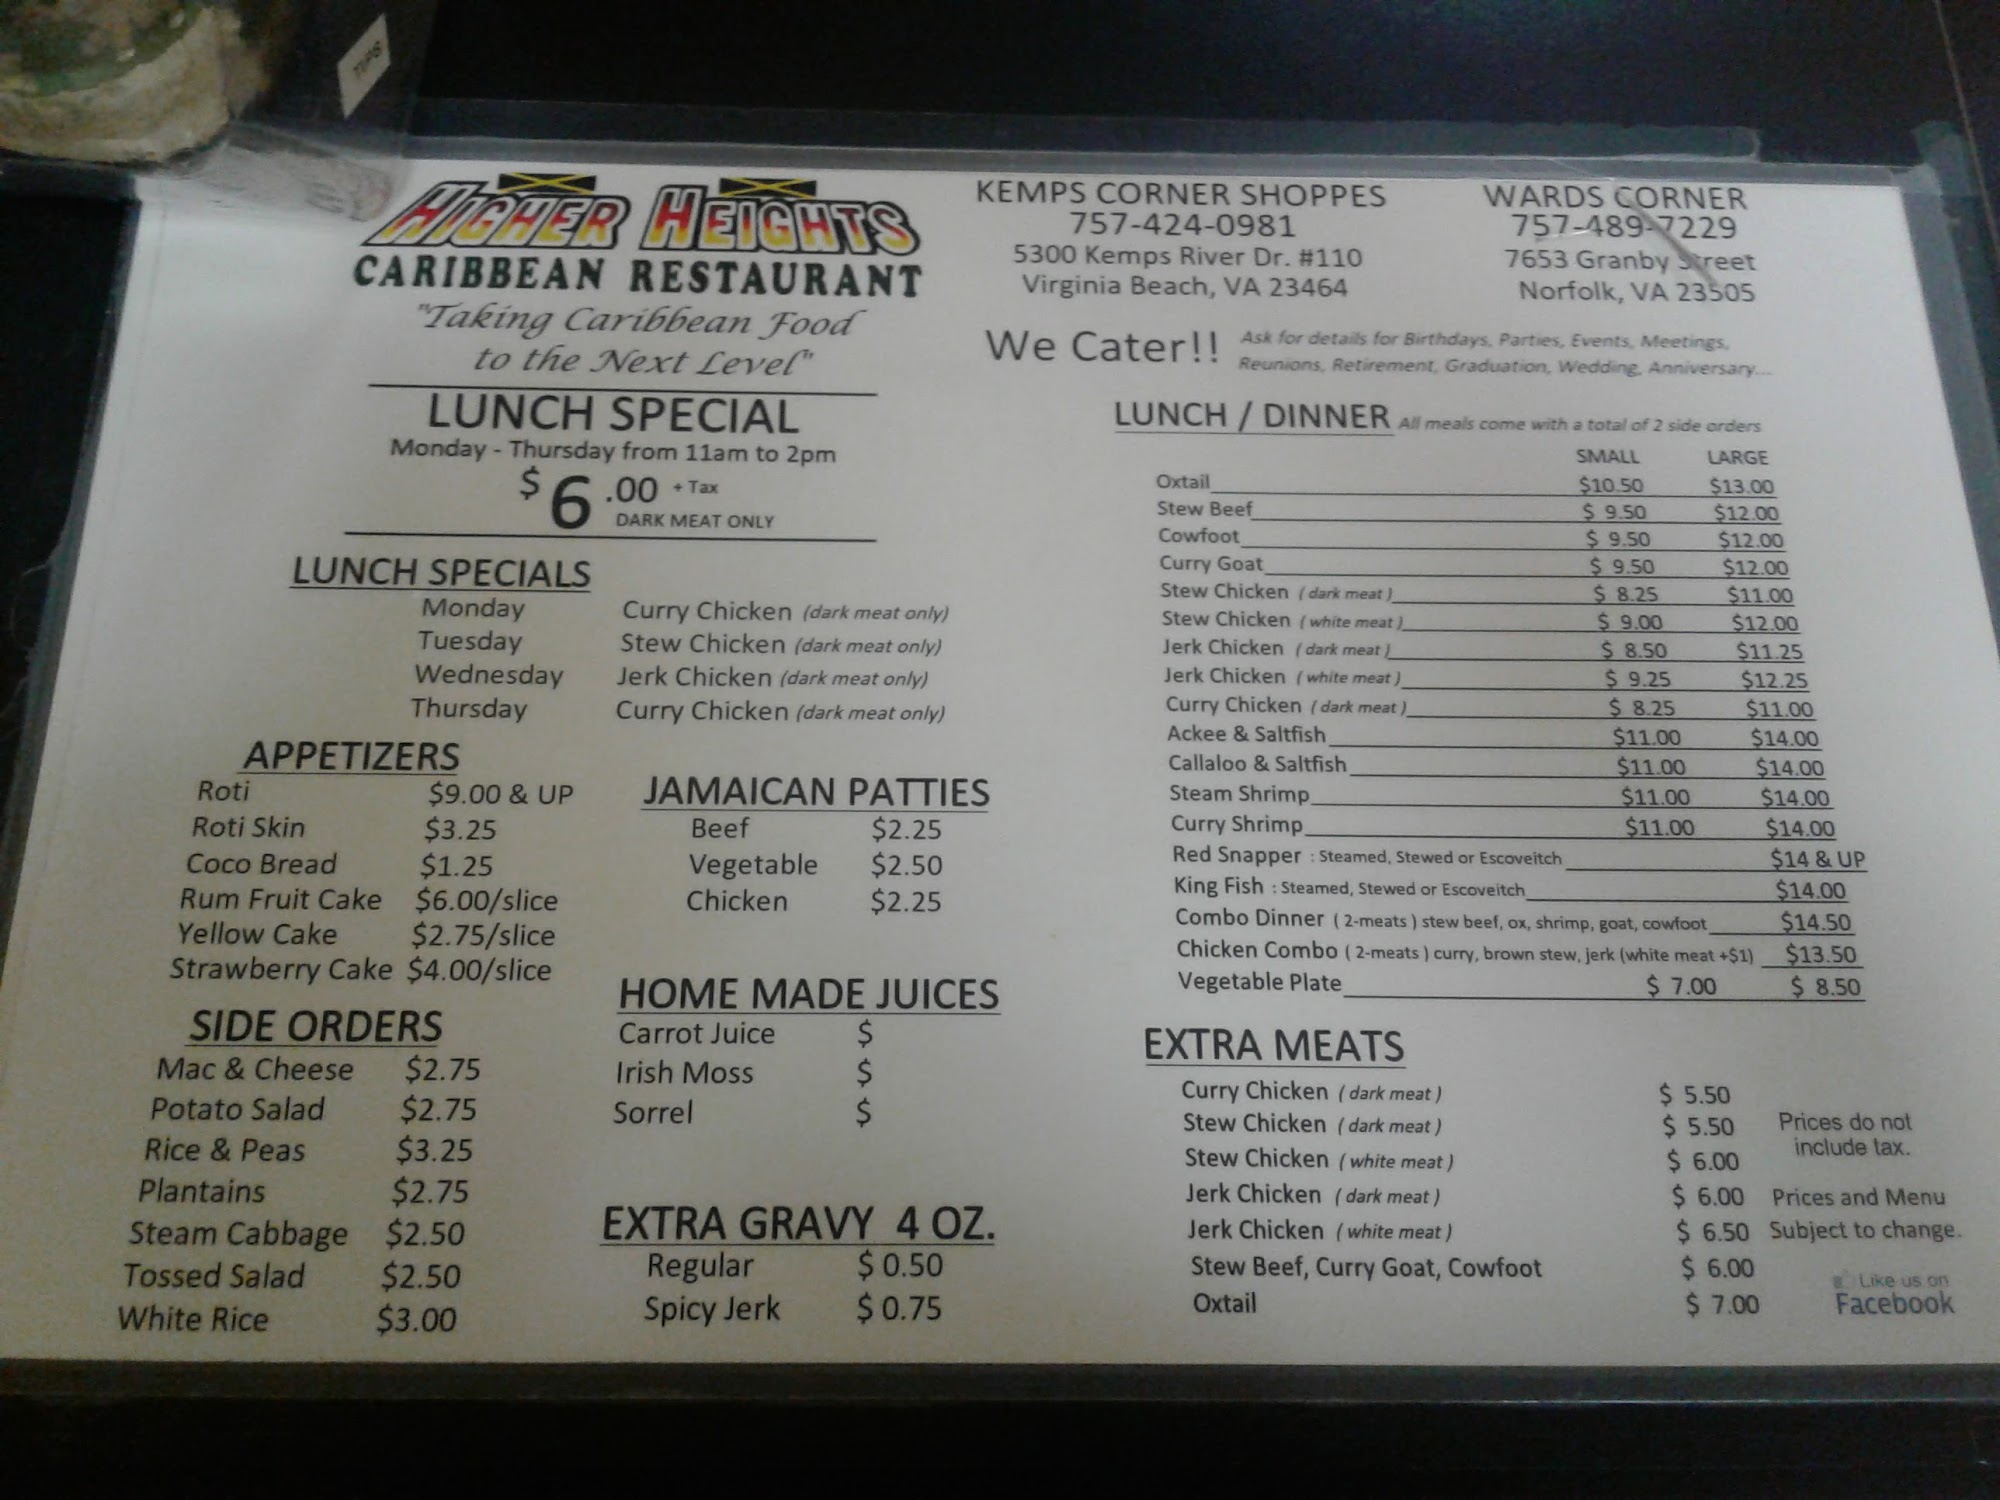 TIPS
HIGHER HEIGHTS
CARIBBEAN RESTAURANT
"Taking Caribbean Food
to the Next Level"
LUNCH SPECIAL
Monday - Thursday from 11am to 2pm
$6.00 + Tax
DARK MEAT ONLY
LUNCH SPECIALS
Monday Curry Chicken (dark meat only)
Tuesday Stew Chicken (dark meat only)
Wednesday Jerk Chicken (dark meat only)
Thursday Curry Chicken (dark meat only)
APPETIZERS
Roti $9.00 & UP
Roti Skin $3.25
Coco Bread $1.25
Rum Fruit Cake $6.00/slice
Yellow Cake $2.75/slice
Strawberry Cake $4.00/slice
SIDE ORDERS
Mac & Cheese $2.75
Potato Salad $2.75
Rice & Peas $3.25
Plantains $2.75
Steam Cabbage $2.50
Tossed Salad $2.50
White Rice $3.00
JAMAICAN PATTIES
Beef $2.25
Vegetable $2.50
Chicken $2.25
HOME MADE JUICES
Carrot Juice $
Irish Moss $
Sorrel $
EXTRA GRAVY 4 OZ.
Regular $ 0.50
Spicy Jerk $ 0.75
KEMPS CORNER SHOPPES
757-424-0981
5300 Kemps River Dr. #110
Virginia Beach, VA 23464
WARDS CORNER
757-489-7229
7653 Granby Street
Norfolk, VA 23505
We Cater!! Ask for details for Birthdays, Parties, Events, Meetings,
Reunions, Retirement, Graduation, Wedding, Anniversary...
LUNCH / DINNER All meals come with a total of 2 side orders
SMALL LARGE
Oxtail $10.50 $13.00
Stew Beef $ 9.50 $12.00
Cowfoot $ 9.50 $12.00
Curry Goat $ 9.50 $12.00
Stew Chicken ( dark meat ) $ 8.25 $11.00
Stew Chicken ( white meat ) $ 9.00 $12.00
Jerk Chicken ( dark meat ) $ 8.50 $11.25
Jerk Chicken ( white meat ) $ 9.25 $12.25
Curry Chicken ( dark meat ) $ 8.25 $11.00
Ackee & Saltfish $11.00 $14.00
Callaloo & Saltfish $11.00 $14.00
Steam Shrimp $11.00 $14.00
Curry Shrimp $11.00 $14.00
Red Snapper : Steamed, Stewed or Escoveitch $14 & UP
King Fish : Steamed, Stewed or Escoveitch $14.00
Combo Dinner ( 2-meats ) stew beef, ox, shrimp, goat, cowfoot $14.50
Chicken Combo ( 2-meats ) curry, brown stew, jerk (white meat +$1) $13.50
Vegetable Plate $ 7.00 $ 8.50
EXTRA MEATS
Curry Chicken ( dark meat ) $ 5.50
Stew Chicken ( dark meat ) $ 5.50
Stew Chicken ( white meat ) $ 6.00
Jerk Chicken ( dark meat ) $ 6.00
Jerk Chicken ( white meat ) $ 6.50
Stew Beef, Curry Goat, Cowfoot $ 6.00
Oxtail $ 7.00
Prices do not
include tax.
Prices and Menu
Subject to change.
Like us on
Facebook